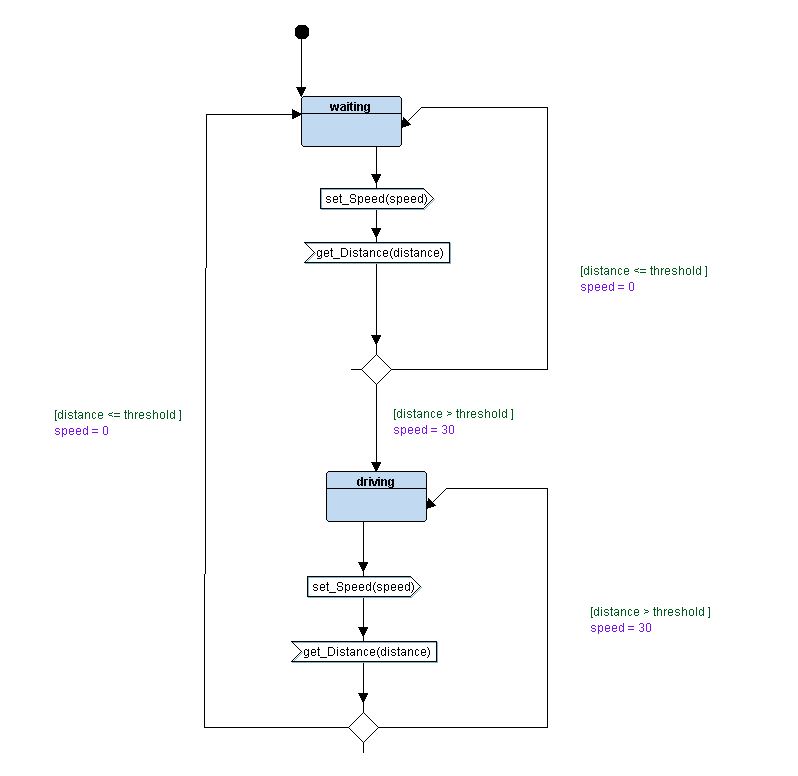 waiting
set_Speed(speed)
get_Distance(distance)
[distance <= threshold ]
speed = 0
[distance <= threshold ]
speed = 0
[distance > threshold ]
speed = 30
driving
set_Speed(speed)
[distance > threshold ]
speed = 30
get_Distance(distance)